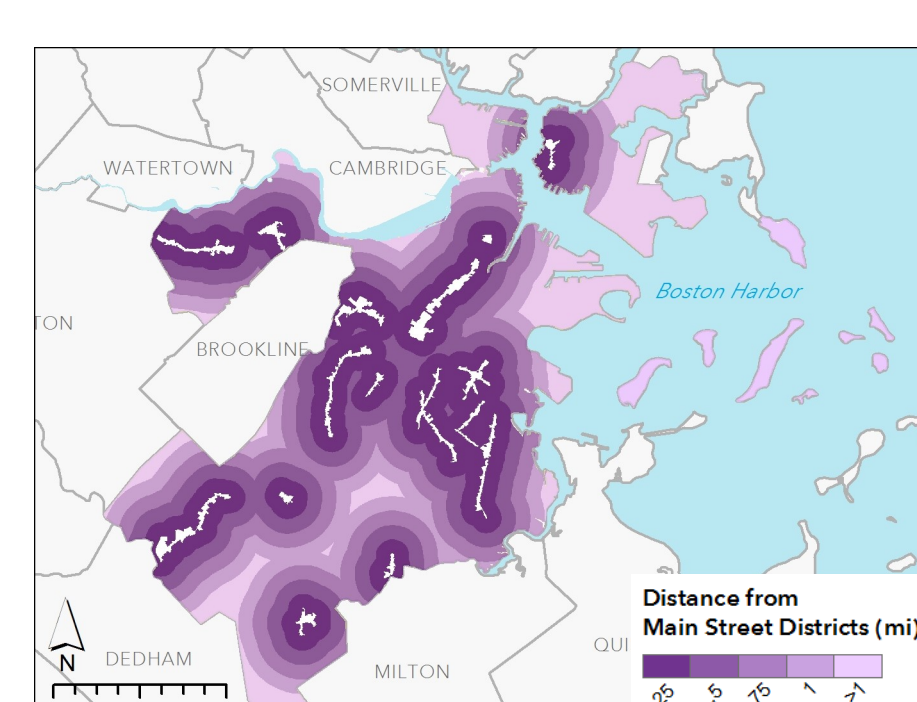 SOMERVILLE
WATERTOWN
CAMBRIDGE
Boston Harbor
TON
BROOKLINE
Distance from
Main Street Districts (mi)
QUI
N
DEDHAM
MILTON
25 .5 .75 1 >1